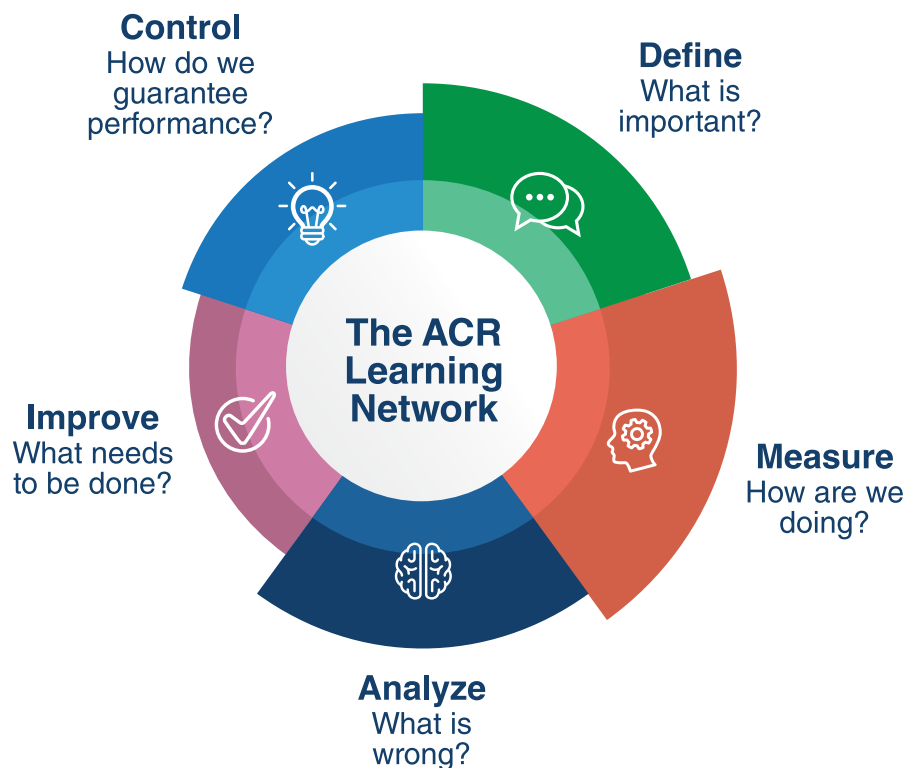 Control
How do we
guarantee
performance?
Define
What is
important?
The ACR
Learning
Network
Improve
What needs
to be done?
Measure
How are we
doing?
Analyze
What is
wrong?